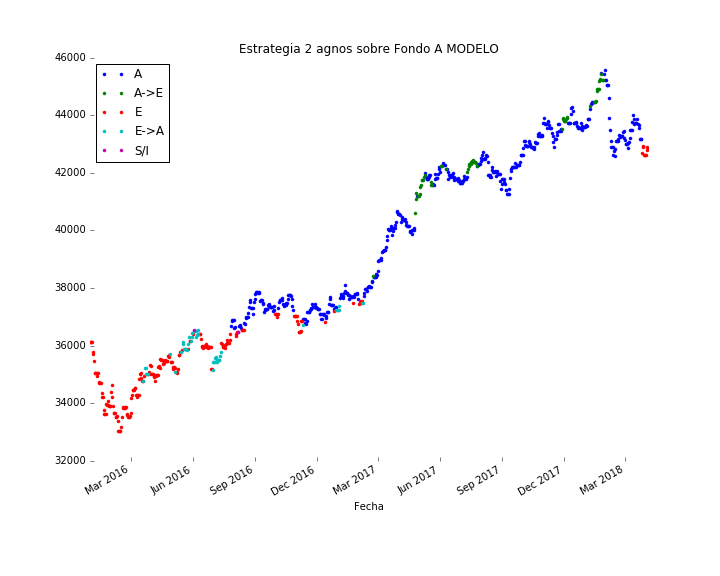 Estrategia 2 agnos sobre Fondo A MODELO
46000
44000
42000
40000
38000
36000
34000
32000
A
A->E
E
E->A
S/I
Mar 2016
Jun 2016
Sep 2016
Dec 2016
Mar 2017
Jun 2017
Sep 2017
Dec 2017
Mar 2018
Fecha